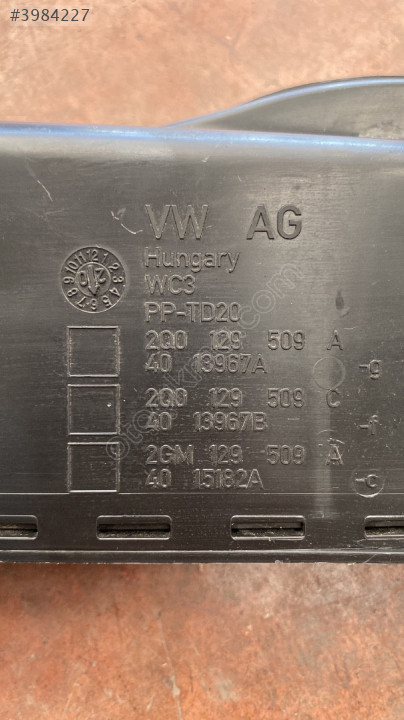 #3984227
VW AG
Hungary
WC3
PP-TD20
2Q0 129 509 A
40 13967A -g
2Q0 129 509 C
40 13967B -f
2GM 129 509 A
40 15182A -c